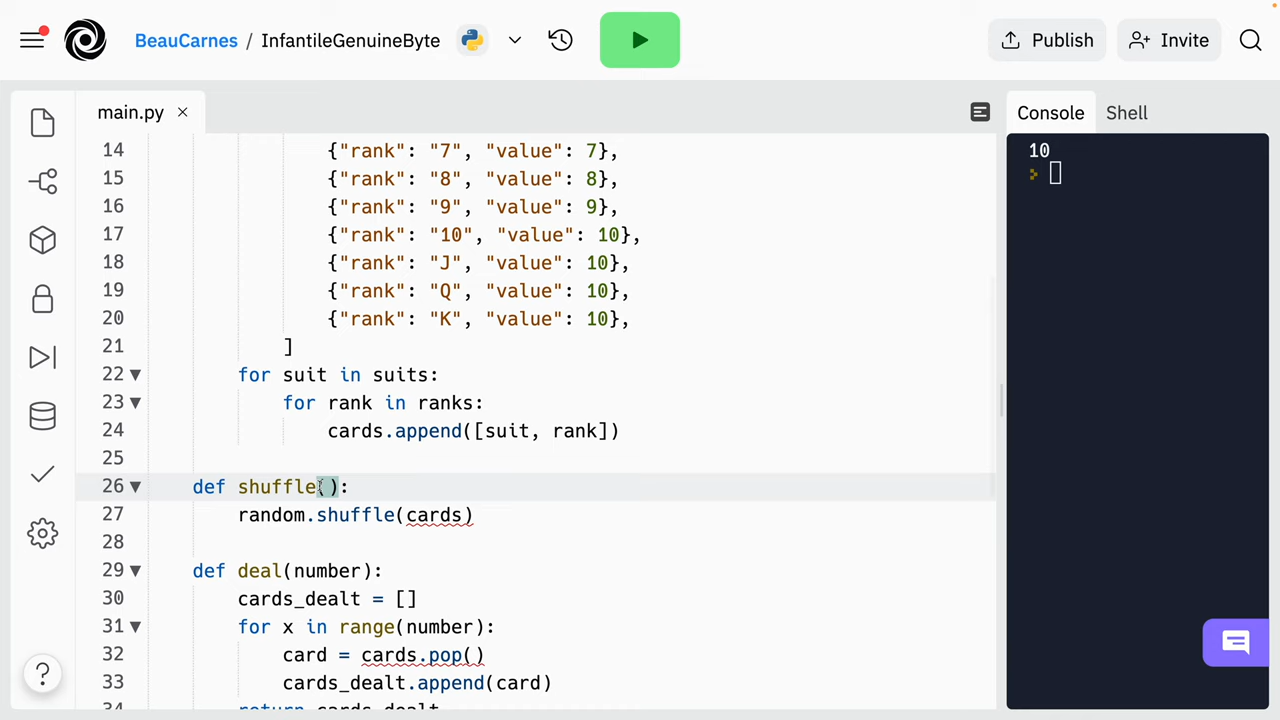 BeauCarnes / InfantileGenuineByte
Publish
Invite
main.py
Console
Shell
14 {"rank": "7", "value": 7},
15 {"rank": "8", "value": 8},
16 {"rank": "9", "value": 9},
17 {"rank": "10", "value": 10},
18 {"rank": "J", "value": 10},
19 {"rank": "Q", "value": 10},
20 {"rank": "K", "value": 10},
21 ]
22 for suit in suits:
23 for rank in ranks:
24 cards.append([suit, rank])
25
26 def shuffle():
27 random.shuffle(cards)
28
29 def deal(number):
30 cards_dealt = []
31 for x in range(number):
32 card = cards.pop()
33 cards_dealt.append(card)
34 return cards_dealt
10
?